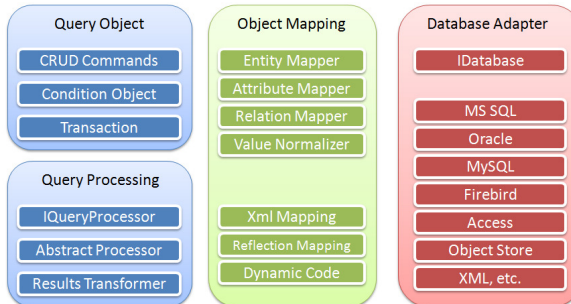 Query Object
CRUD Commands
Condition Object
Transaction
Query Processing
IQueryProcessor
Abstract Processor
Results Transformer
Object Mapping
Entity Mapper
Attribute Mapper
Relation Mapper
Value Normalizer
Xml Mapping
Reflection Mapping
Dynamic Code
Database Adapter
IDatabase
MS SQL
Oracle
MySQL
Firebird
Access
Object Store
XML, etc.